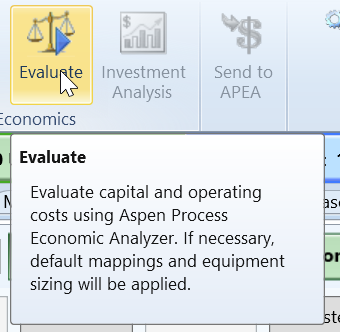 Evaluate Investment Send to
Analysis APEA
Economics
Evaluate
Evaluate capital and operating
costs using Aspen Process
Economic Analyzer. If necessary,
default mappings and equipment
sizing will be applied.